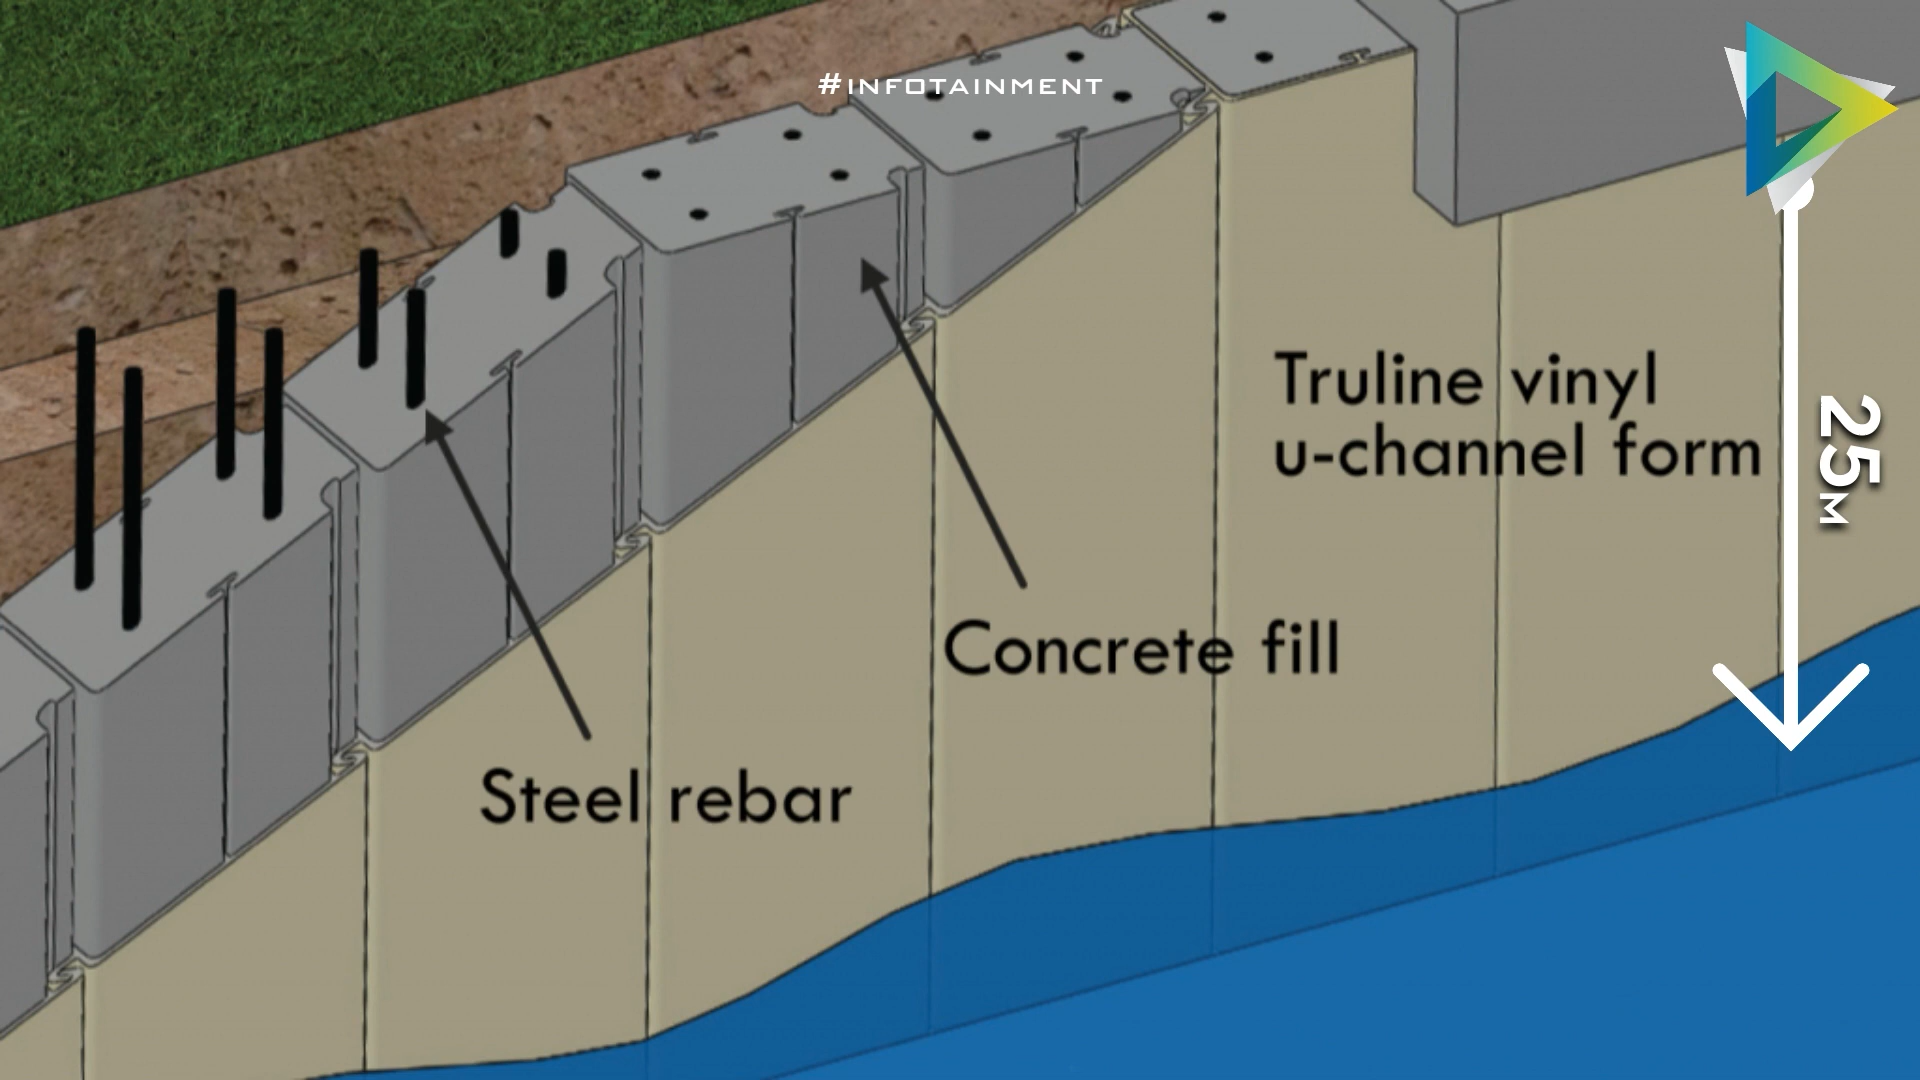 #INFOTAINMENT
Truline vinyl
u-channel form
25M
Concrete fill
Steel rebar